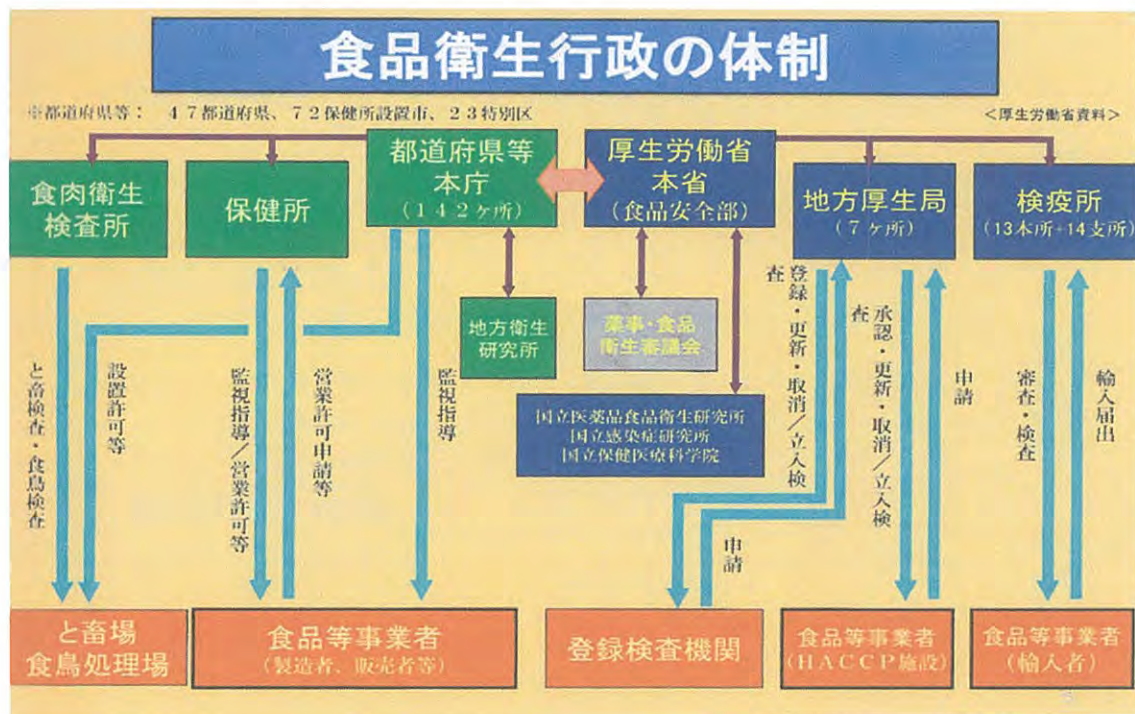 食品衛生行政の体制
※都道府県等： 47都道府県、72保健所設置市、23特別区
<厚生労働省資料>
食肉衛生
検査所
保健所
都道府県等
本庁
(142ヶ所)
厚生労働省
本省
(食品安全部)
地方厚生局
(7ヶ所)
検疫所
(13本所+14支所)
地方衛生
研究所
薬事・食品
衛生審議会
国立医薬品食品衛生研究所
国立感染症研究所
国立保健医療科学院
と畜検査・食鳥検査
設置許可等
監視指導/営業許可等
営業許可申請等
監視指導
登録・更新・取消/立入検
査
申請
承認・更新・取消/立入検
査
申請
審査・検査
輸入届出
と畜場
食鳥処理場
食品等事業者
(製造者、販売者等)
登録検査機関
食品等事業者
(HACCP施設)
食品等事業者
(輸入者)